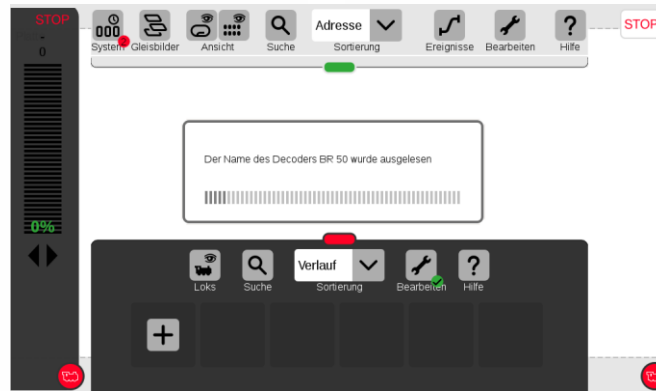 STOP
0
0%
System
2
Gleisbilder
Ansicht
Suche
Adresse
Sortierung
Ereignisse
Bearbeiten
Hilfe
STOP
Der Name des Decoders BR 50 wurde ausgelesen
Loks
Suche
Verlauf
Sortierung
Bearbeiten
Hilfe